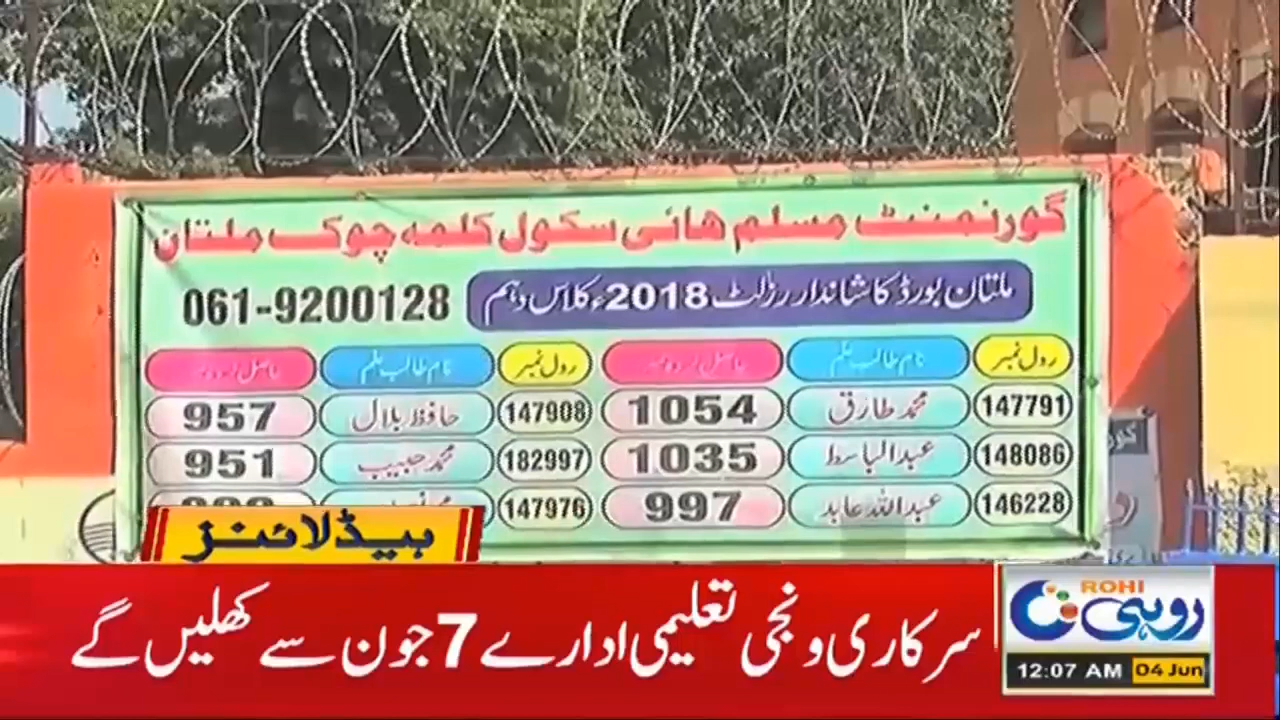 گورنمنٹ مسلم ھائی سکول کلمہ چوک ملتان
ملتان بورڈ کا شاندار رزلٹ 2018ء کلاس دہم 061-9200128
رول نمبر نام طالب علم حاصل رول نمبر نام طالب علم حاصل
147791 محمد طارق 1054 147908 حافظ بلال 957
148086 عبدالباسط 1035 182997 محمد حبیب 951
146228 عبداللہ عابد 997 147976
ہیڈلائنز
سرکاری و نجی تعلیمی ادارے 7 جون سے کھلیں گے
ROHI
روہی
12:07 AM 04 Jun